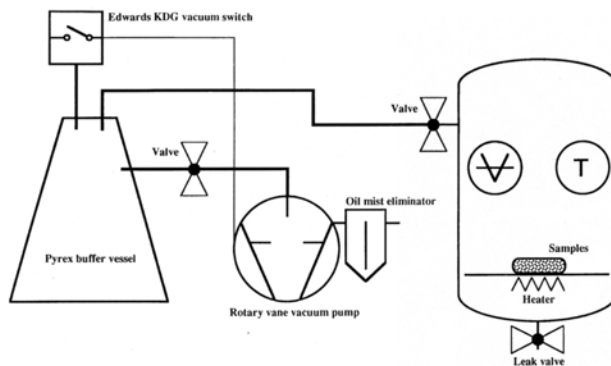 Edwards KDG vacuum switch
Valve
Valve
T
Oil mist eliminator
Samples
Pyrex buffer vessel
Heater
Rotary vane vacuum pump
Leak valve